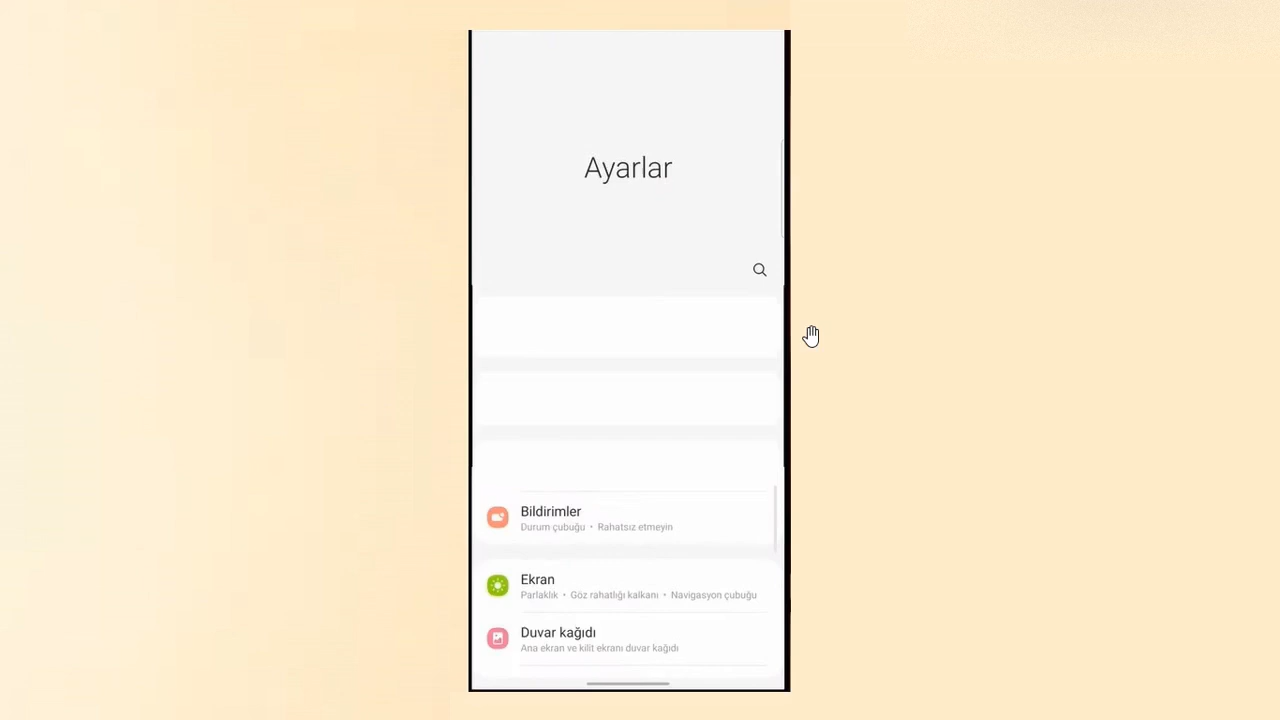 Ayarlar
Bildirimler
Durum çubuğu • Rahatsız etmeyin
Ekran
Parlaklık • Göz rahatlığı kalkanı • Navigasyon çubuğu
Duvar kağıdı
Ana ekran ve kilit ekranı duvar kağıdı